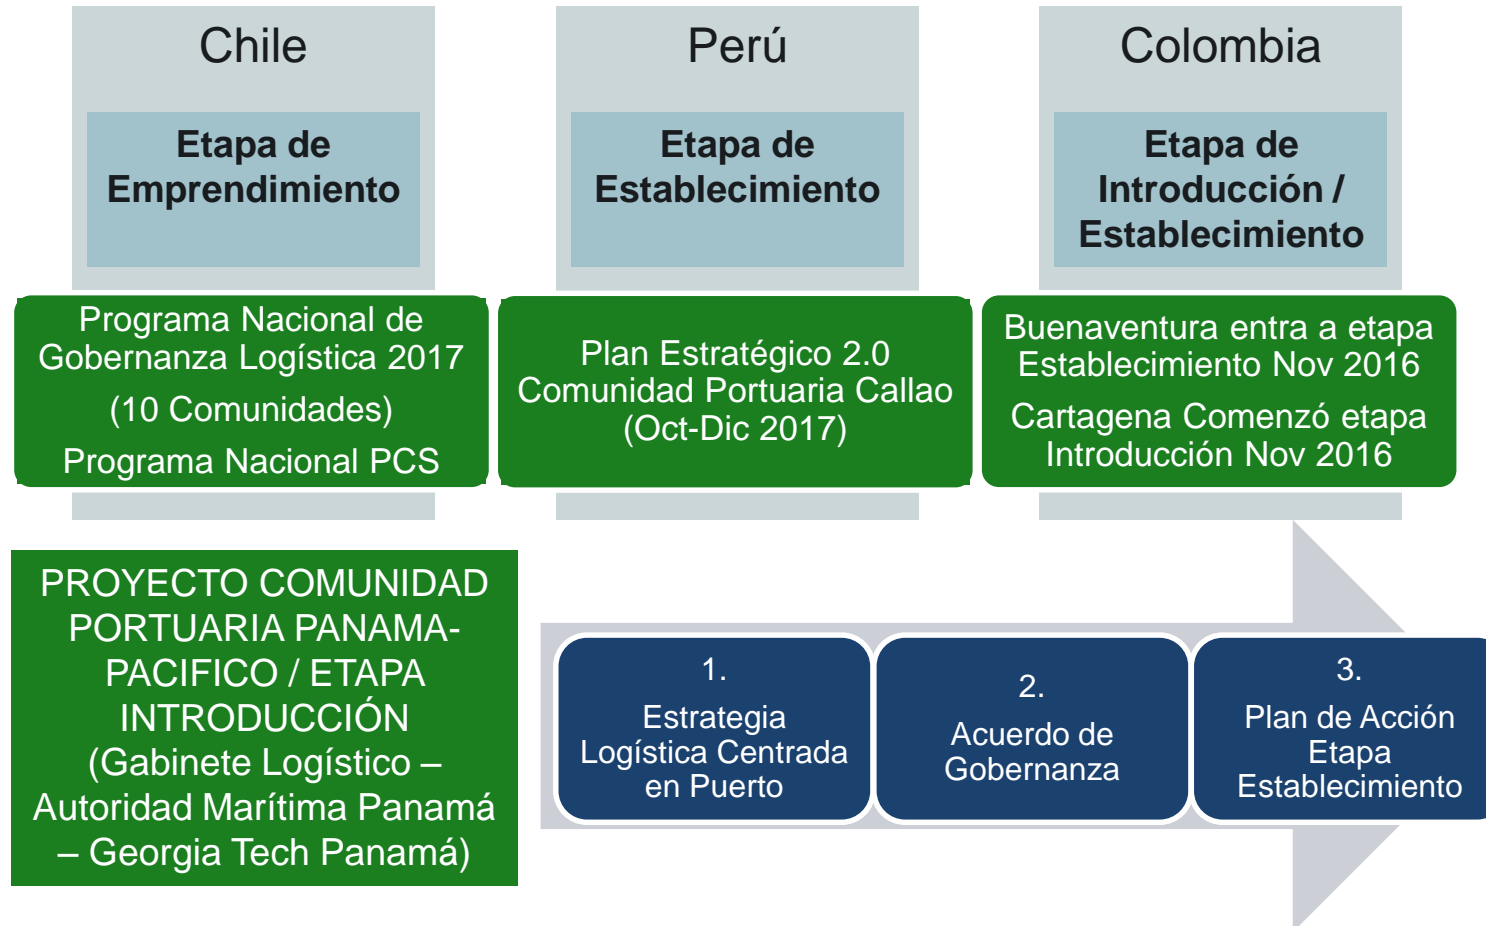 Chile
Etapa de
Emprendimiento
Programa Nacional de
Gobernanza Logística 2017
(10 Comunidades)
Programa Nacional PCS
Perú
Etapa de
Establecimiento
Plan Estratégico 2.0
Comunidad Portuaria Callao
(Oct-Dic 2017)
Colombia
Etapa de
Introducción /
Establecimiento
Buenaventura entra a etapa
Establecimiento Nov 2016
Cartagena Comenzó etapa
Introducción Nov 2016
PROYECTO COMUNIDAD
PORTUARIA PANAMA-
PACIFICO / ETAPA
INTRODUCCIÓN
(Gabinete Logístico –
Autoridad Marítima Panamá
– Georgia Tech Panamá)
1.
Estrategia
Logística Centrada
en Puerto
2.
Acuerdo de
Gobernanza
3.
Plan de Acción
Etapa
Establecimiento